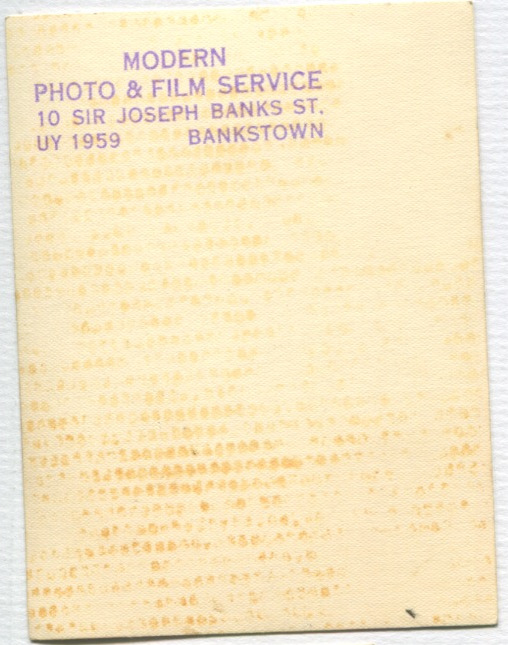 MODERN
PHOTO & FILM SERVICE
10 SIR JOSEPH BANKS ST,
UY 1959 BANKSTOWN